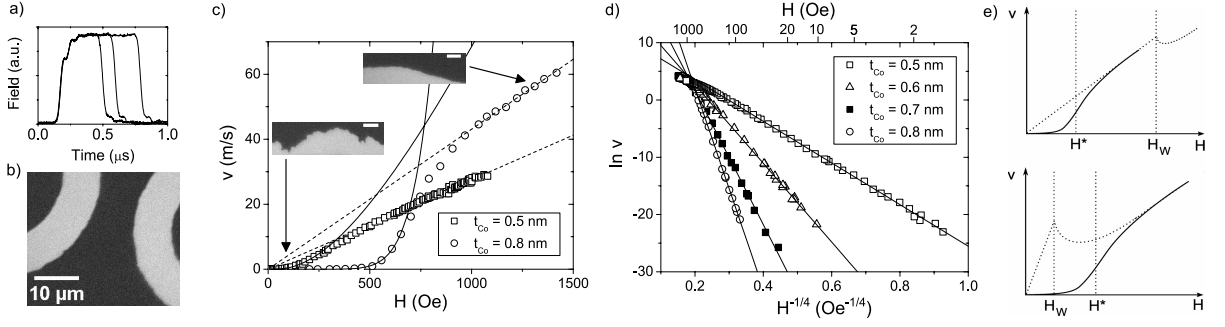 a)
Field (a.u.)
0.0 0.5 1.0
Time (μs)
b)
10 μm
c)
v (m/s)
60
40
20
0
0 500 1000 1500
H (Oe)
t_Co = 0.5 nm
t_Co = 0.8 nm
d)
H (Oe)
1000 100 20 10 5 2
ln v
10
0
-10
-20
-30
0.2 0.4 0.6 0.8 1.0
H^-1/4 (Oe^-1/4)
t_Co = 0.5 nm
t_Co = 0.6 nm
t_Co = 0.7 nm
t_Co = 0.8 nm
e)
v
H* H_W H
v
H_W H* H